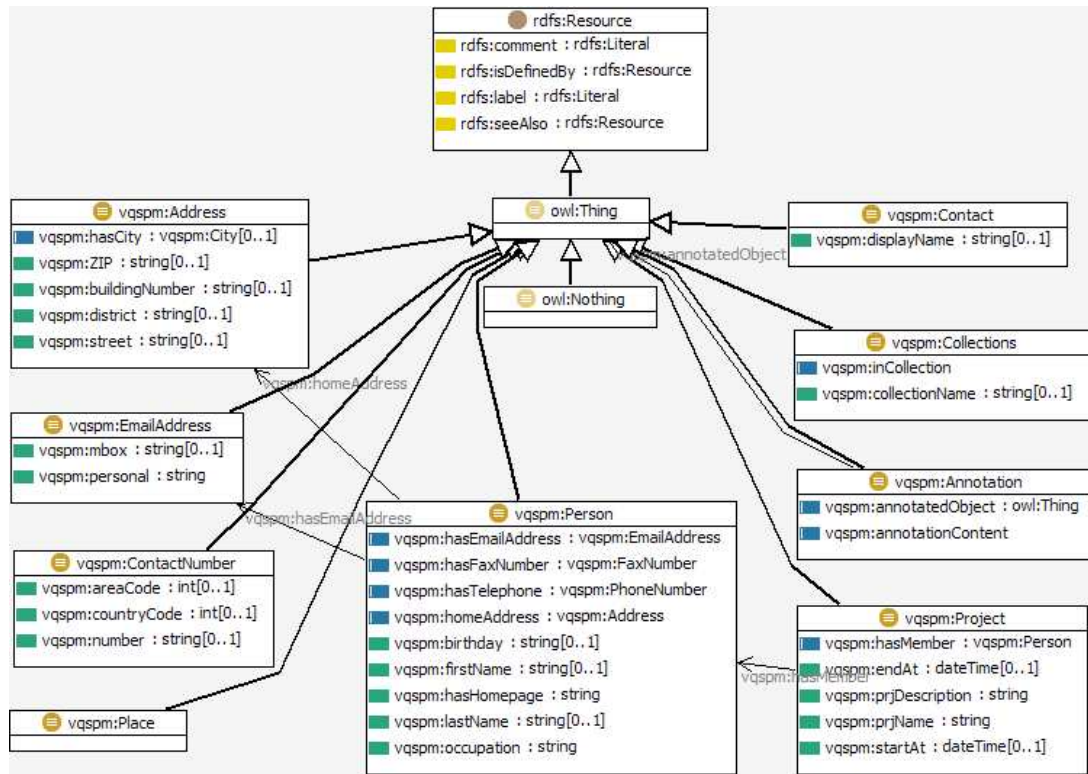 rdfs:Resource
rdfs:comment : rdfs:Literal
rdfs:isDefinedBy : rdfs:Resource
rdfs:label : rdfs:Literal
rdfs:seeAlso : rdfs:Resource
owl:Thing
owl:Nothing
vqspm:Address
vqspm:hasCity : vqspm:City[0..1]
vqspm:ZIP : string[0..1]
vqspm:buildingNumber : string[0..1]
vqspm:district : string[0..1]
vqspm:street : string[0..1]
vqspm:Contact
vqspm:displayName : string[0..1]
vqspm:annotatedObject
vqspm:Collections
vqspm:inCollection
vqspm:collectionName : string[0..1]
vqspm:homeAddress
vqspm:EmailAddress
vqspm:mbox : string[0..1]
vqspm:personal : string
vqspm:hasEmailAddress
vqspm:Annotation
vqspm:annotatedObject : owl:Thing
vqspm:annotationContent
vqspm:Person
vqspm:hasEmailAddress : vqspm:EmailAddress
vqspm:hasFaxNumber : vqspm:FaxNumber
vqspm:hasTelephone : vqspm:PhoneNumber
vqspm:homeAddress : vqspm:Address
vqspm:birthday : string[0..1]
vqspm:firstName : string[0..1]
vqspm:hasHomepage : string
vqspm:lastName : string[0..1]
vqspm:occupation : string
vqspm:ContactNumber
vqspm:areaCode : int[0..1]
vqspm:countryCode : int[0..1]
vqspm:number : string[0..1]
vqspm:Place
vqspm:hasMember
vqspm:Project
vqspm:hasMember : vqspm:Person
vqspm:endAt : dateTime[0..1]
vqspm:prjDescription : string
vqspm:prjName : string
vqspm:startAt : dateTime[0..1]